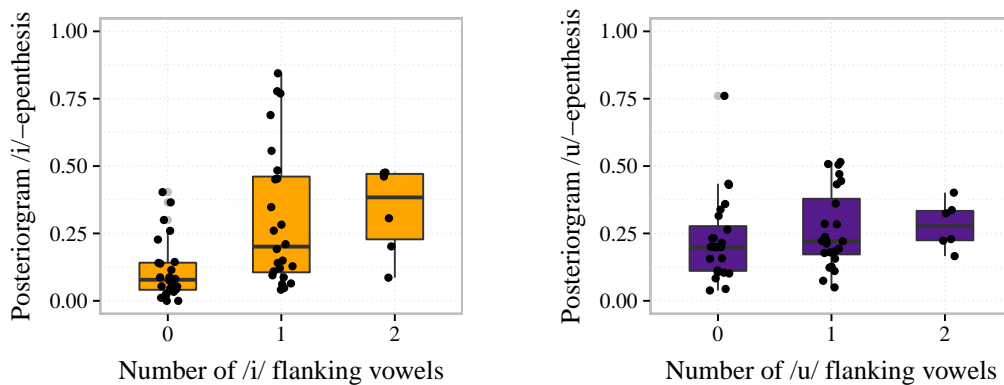 Posteriorgram /i/−epenthesis
1.00
0.75
0.50
0.25
0.00
0 1 2
Number of /i/ flanking vowels
Posteriorgram /u/−epenthesis
1.00
0.75
0.50
0.25
0.00
0 1 2
Number of /u/ flanking vowels